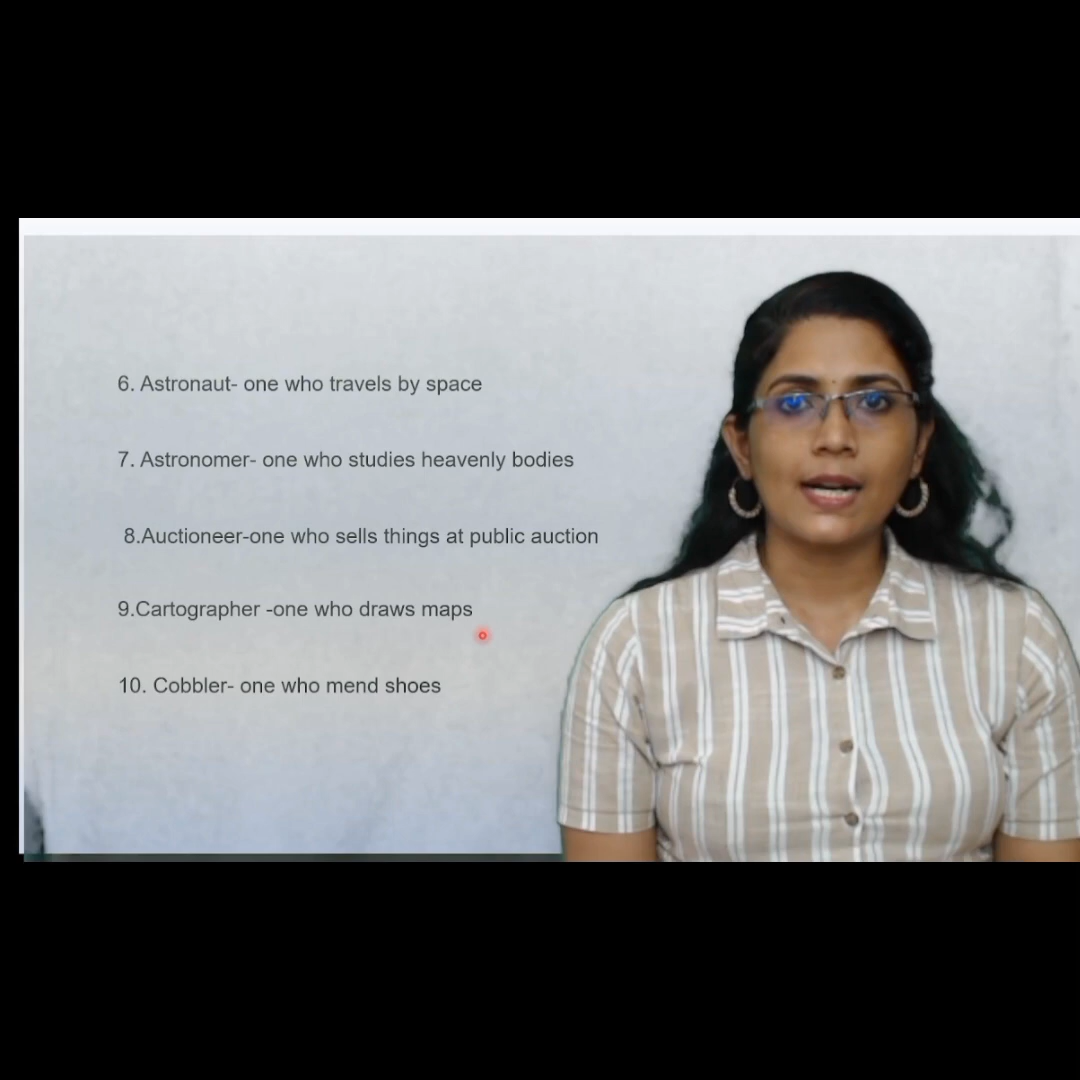 6. Astronaut- one who travels by space
7. Astronomer- one who studies heavenly bodies
8.Auctioneer-one who sells things at public auction
9.Cartographer -one who draws maps
10. Cobbler- one who mend shoes